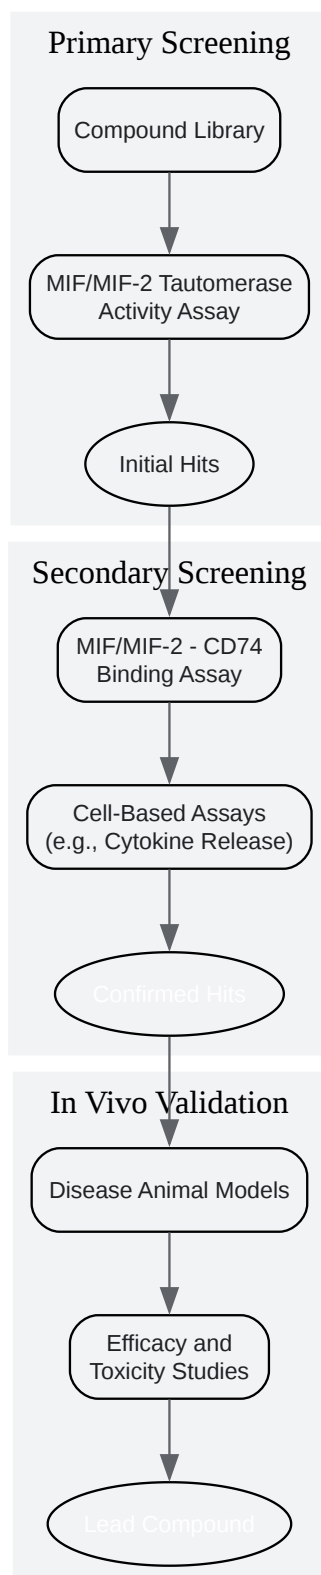 Primary Screening
Compound Library
MIF/MIF-2 Tautomerase
Activity Assay
Initial Hits
Secondary Screening
MIF/MIF-2 - CD74
Binding Assay
Cell-Based Assays
(e.g., Cytokine Release)
Confirmed Hits
In Vivo Validation
Disease Animal Models
Efficacy and
Toxicity Studies
Lead Compound